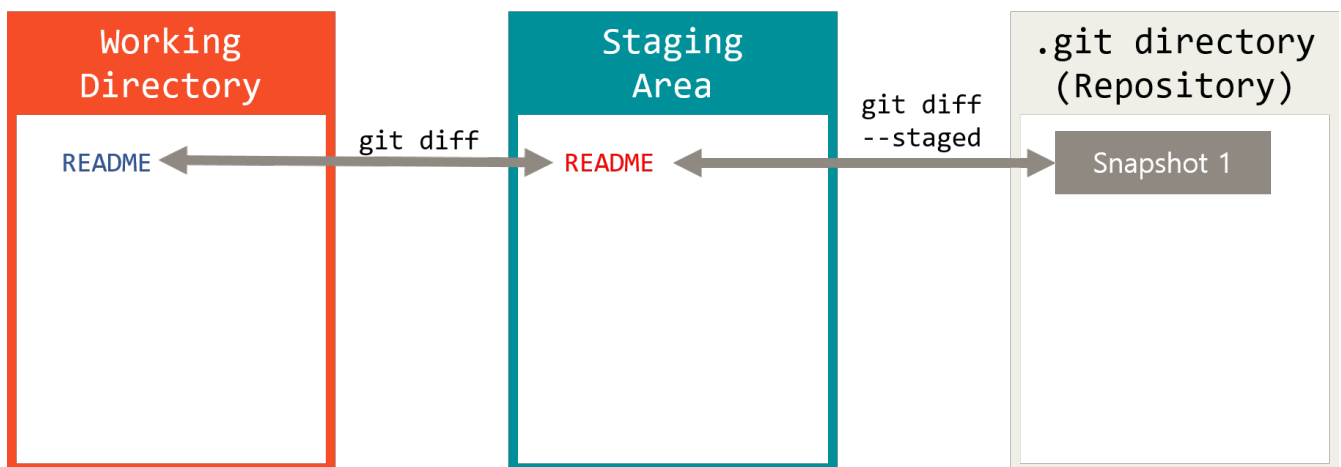 Working
Directory
Staging
Area
.git directory
(Repository)
git diff
git diff
--staged
README
README
Snapshot 1